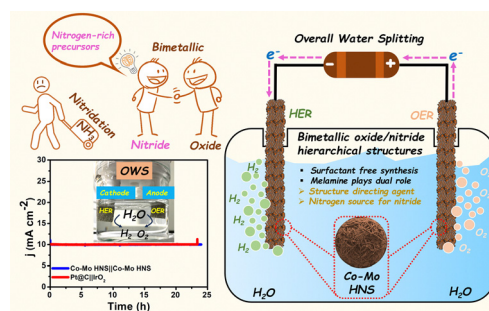 Nitrogen-rich
precursors
Bimetallic
Nitridation
NH3
Nitride
Oxide
j (mA cm-2)
30
25
20
15
10
5
0
OWS
Cathode
Anode
HER
OER
H2O
H2 O2
Co-Mo HNS||Co-Mo HNS
Pt@C||IrO2
0
5
10
15
20
25
Time (h)
Overall Water Splitting
e-
e-
-
+
HER
OER
Bimetallic oxide/nitride
hierarchical structures
Surfactant free synthesis
Melamine plays dual role
Structure directing agent
Nitrogen source for nitride
H2
H2
H2
H2
O2
O2
O2
O2
Co-Mo
HNS
H2O
H2O